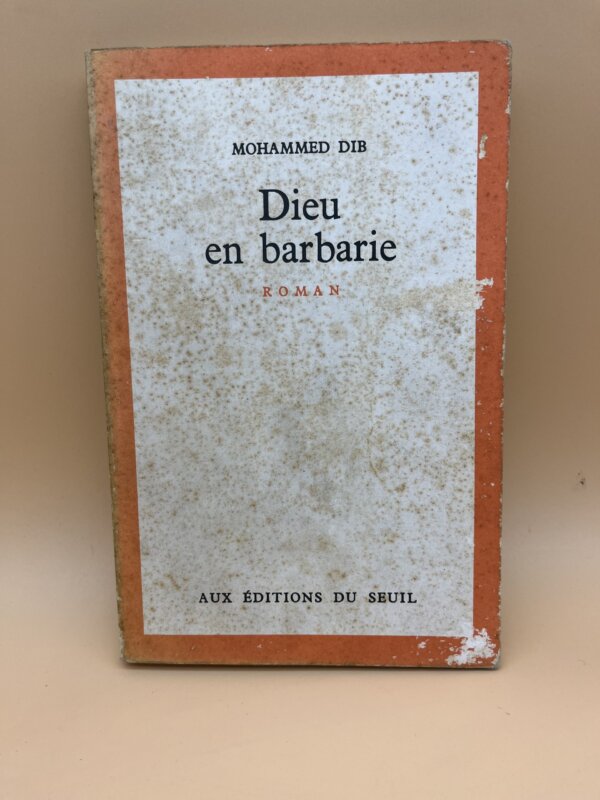 MOHAMMED DIB
Dieu
en barbarie
ROMAN
AUX ÉDITIONS DU SEUIL